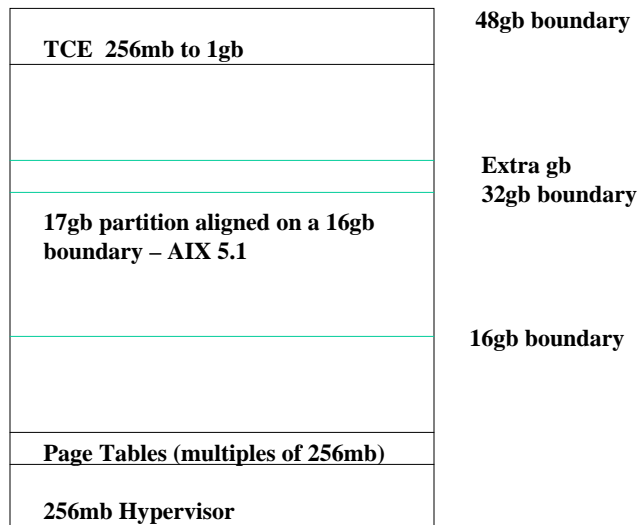 48gb boundary
TCE 256mb to 1gb
Extra gb
32gb boundary
17gb partition aligned on a 16gb
boundary – AIX 5.1
16gb boundary
Page Tables (multiples of 256mb)
256mb Hypervisor